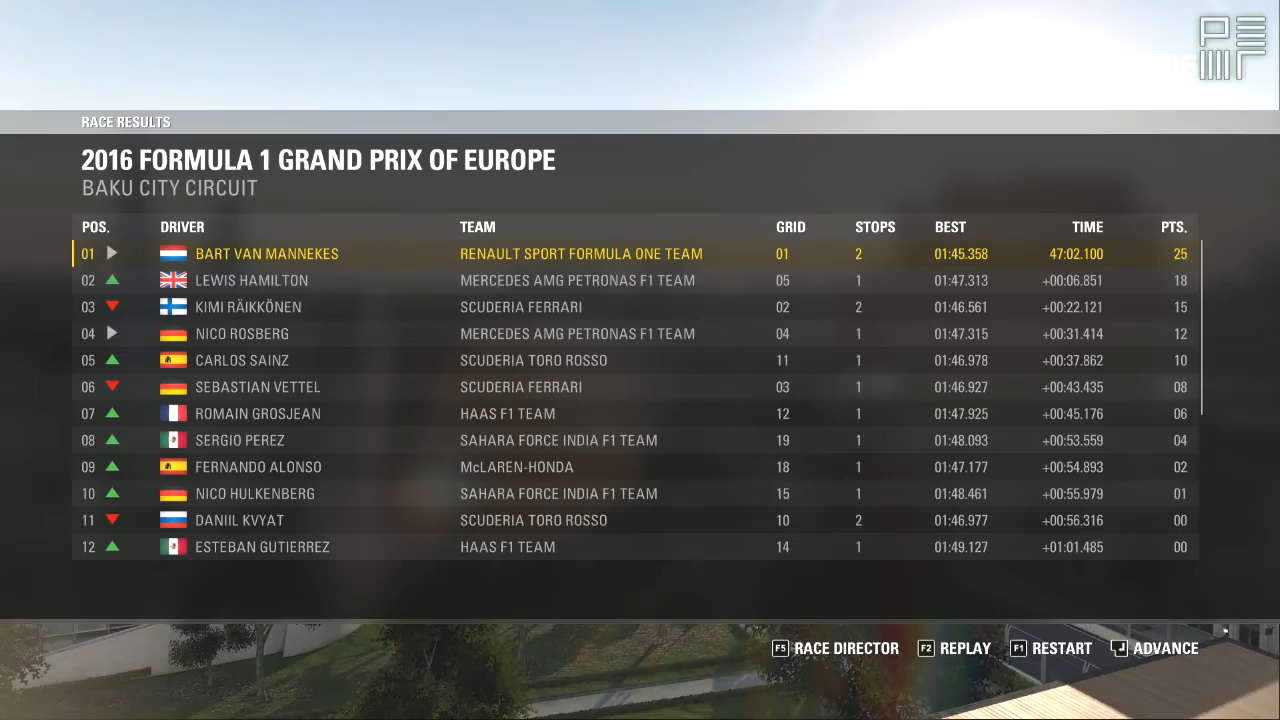 RACE RESULTS
2016 FORMULA 1 GRAND PRIX OF EUROPE
BAKU CITY CIRCUIT
POS. DRIVER TEAM GRID STOPS BEST TIME PTS.
01 BART VAN MANNEKES RENAULT SPORT FORMULA ONE TEAM 01 2 01:45.358 47:02.100 25
02 LEWIS HAMILTON MERCEDES AMG PETRONAS F1 TEAM 05 1 01:47.313 +00:06.851 18
03 KIMI RÄIKKÖNEN SCUDERIA FERRARI 02 2 01:46.561 +00:22.121 15
04 NICO ROSBERG MERCEDES AMG PETRONAS F1 TEAM 04 1 01:47.315 +00:31.414 12
05 CARLOS SAINZ SCUDERIA TORO ROSSO 11 1 01:46.978 +00:37.862 10
06 SEBASTIAN VETTEL SCUDERIA FERRARI 03 1 01:46.927 +00:43.435 08
07 ROMAIN GROSJEAN HAAS F1 TEAM 12 1 01:47.925 +00:45.176 06
08 SERGIO PEREZ SAHARA FORCE INDIA F1 TEAM 19 1 01:48.093 +00:53.559 04
09 FERNANDO ALONSO McLAREN-HONDA 18 1 01:47.177 +00:54.893 02
10 NICO HULKENBERG SAHARA FORCE INDIA F1 TEAM 15 1 01:48.461 +00:55.979 01
11 DANIIL KVYAT SCUDERIA TORO ROSSO 10 2 01:46.977 +00:56.316 00
12 ESTEBAN GUTIERREZ HAAS F1 TEAM 14 1 01:49.127 +01:01.485 00
F5 RACE DIRECTOR F2 REPLAY F1 RESTART ADVANCE